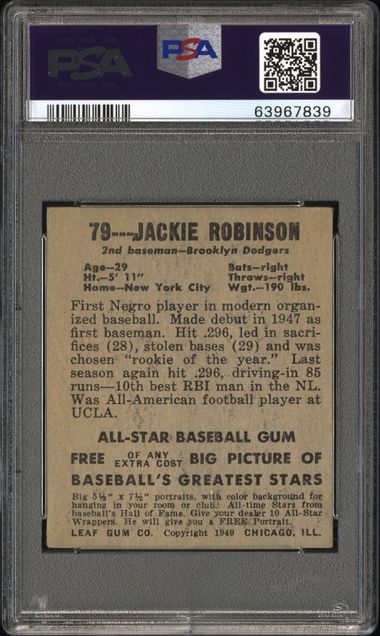 PSA
PSA
63967839
79---JACKIE ROBINSON
2nd baseman—Brooklyn Dodgers
Age—29 Bats—right
Ht.—5' 11" Throws—right
Home—New York City Wgt.—190 lbs.
First Negro player in modern organ-
ized baseball. Made debut in 1947 as
first baseman. Hit .296, led in sacri-
fices (28), stolen bases (29) and was
chosen "rookie of the year." Last
season again hit .296, driving-in 85
runs—10th best RBI man in the NL.
Was All-American football player at
UCLA.
ALL-STAR BASEBALL GUM
FREE OF ANY EXTRA COST BIG PICTURE OF
BASEBALL'S GREATEST STARS
Big 5½" x 7½" portraits, with color background for
hanging in your room or club. All-time Stars from
baseball's Hall of Fame. Give your dealer 10 All-Star
Wrappers. He will give you a FREE Portrait.
LEAF GUM CO. Copyright 1949 CHICAGO, ILL.